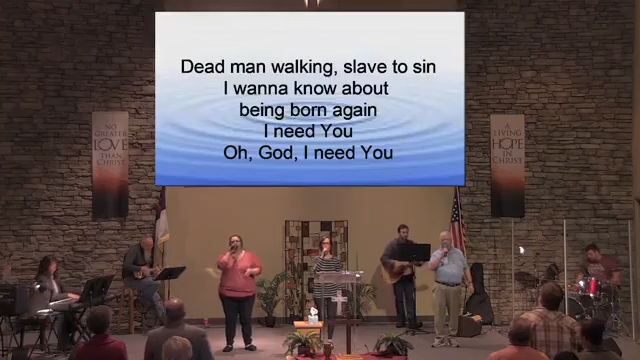 Dead man walking, slave to sin
I wanna know about
being born again
I need You
Oh, God, I need You
NO
GREATER
LOVE
THAN
CHRIST
A
LIVING
HOPE
IN
CHRIST